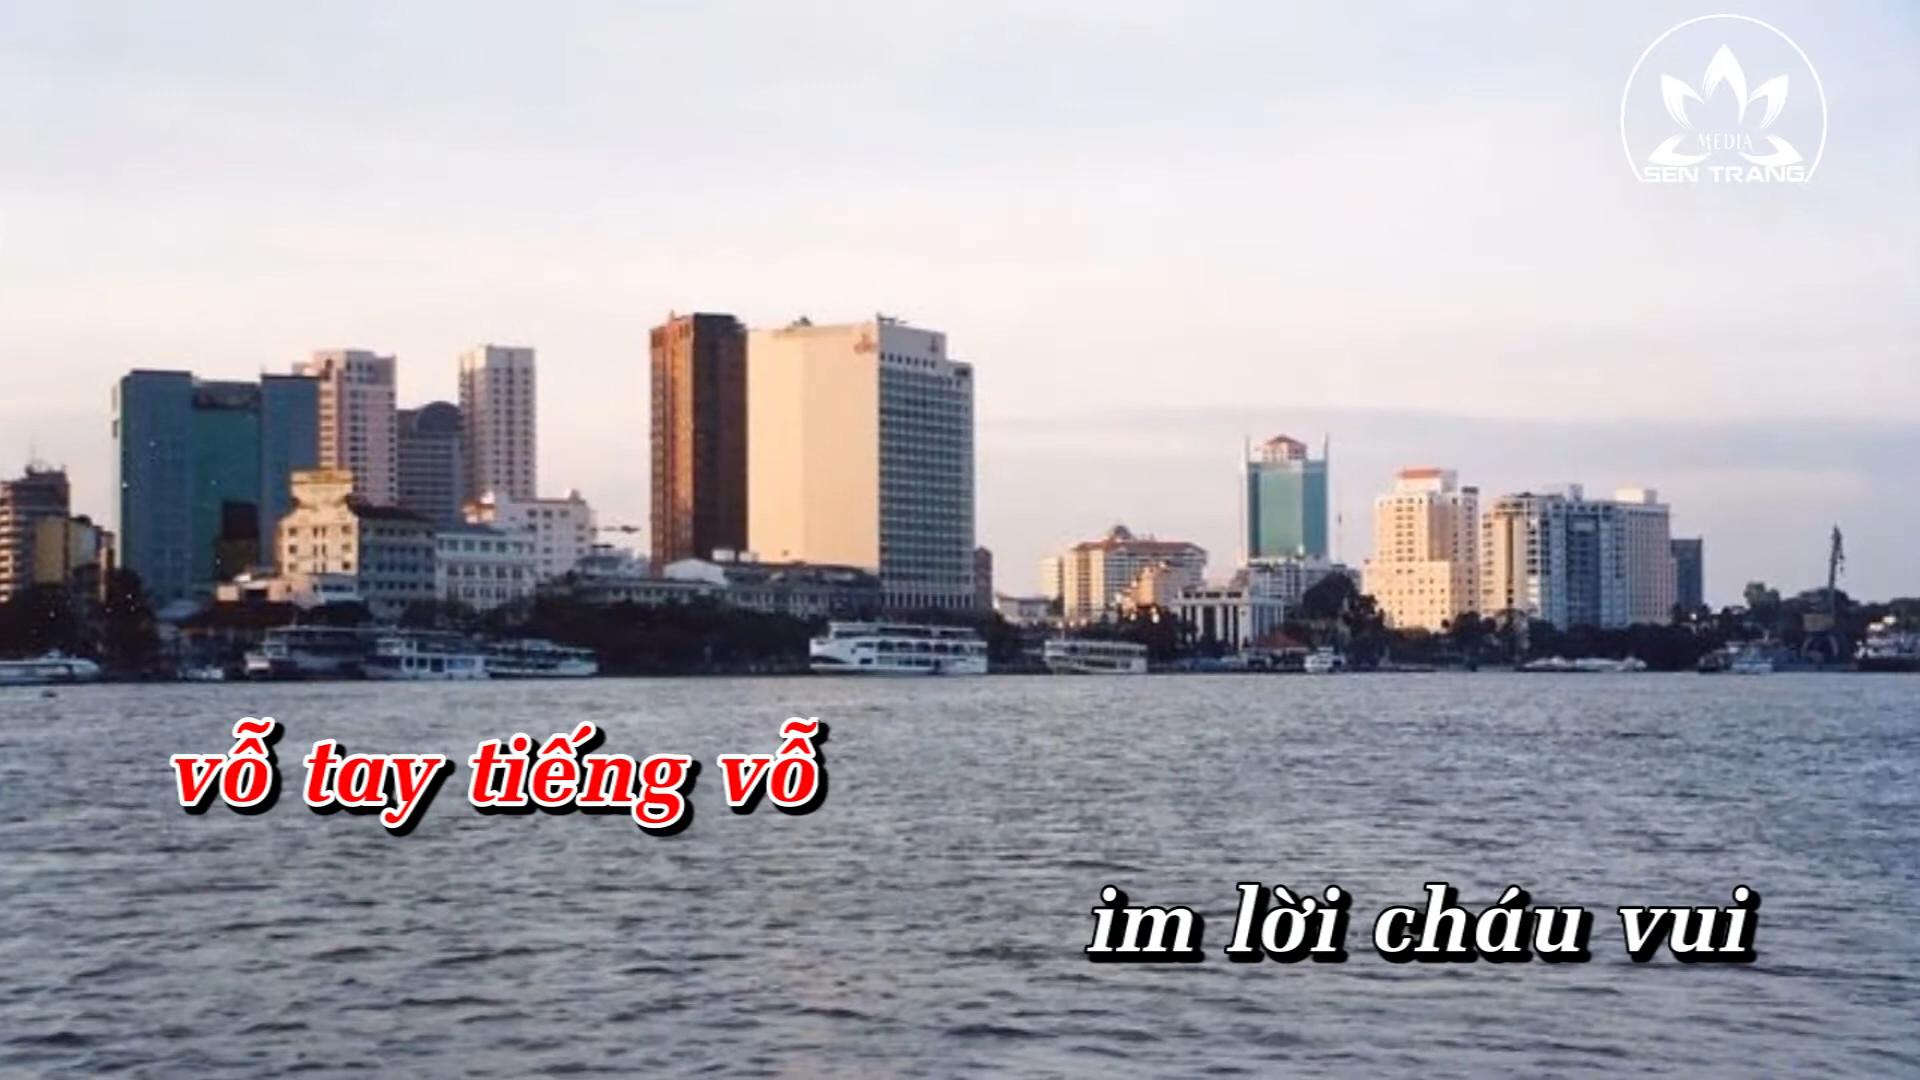 MEDIA
SEN TRANG
vỗ tay tiếng vỗ
im lời cháu vui